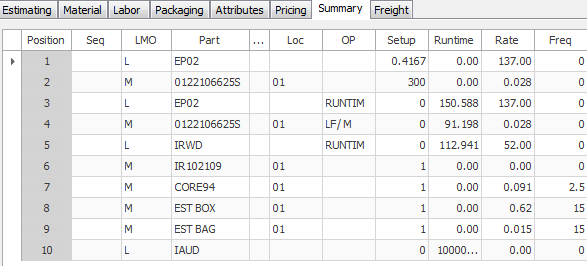 Estimating Material Labor Packaging Attributes Pricing Summary Freight
Position Seq LMO Part ... Loc OP Setup Runtime Rate Freq
1 L EP02 0.4167 0.00 137.00 0
2 M 0122106625S 01 300 0.00 0.028 0
3 L EP02 RUNTIM 0 150.588 137.00 0
4 M 0122106625S 01 LF/M 0 91.198 0.028 0
5 L IRWD RUNTIM 0 112.941 52.00 0
6 M IR102109 01 1 0.00 0.00 0
7 M CORE94 01 1 0.00 0.091 2.5
8 M EST BOX 01 1 0.00 0.62 15
9 M EST BAG 01 1 0.00 0.015 15
10 L IAUD 0 10000... 0.00 0